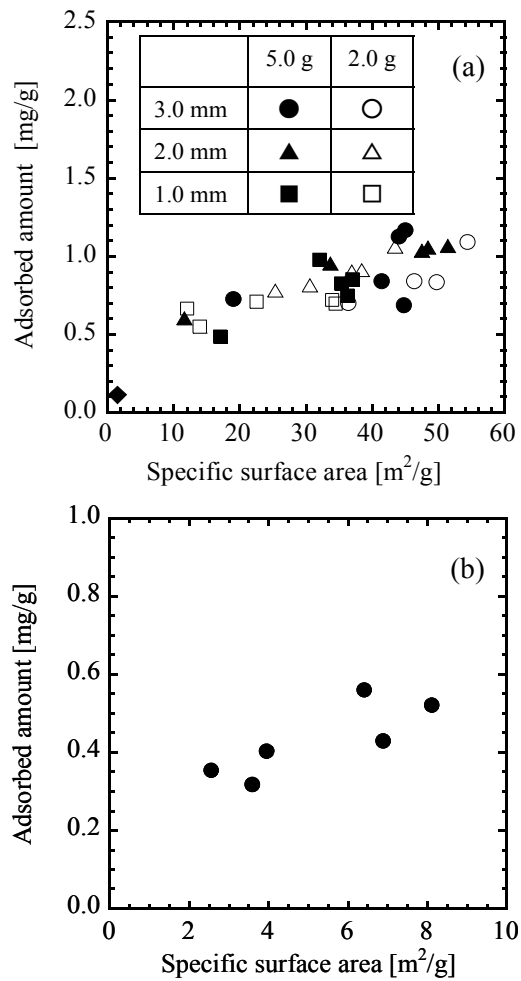 2.5
(a)
5.0 g 2.0 g
2.0
3.0 mm
2.0 mm
1.5
1.0 mm
1.0
0.5
0.0
0 10 20 30 40 50 60
Adsorbed amount [mg/g]
Specific surface area [m²/g]
1.0
(b)
0.8
0.6
0.4
0.2
0.0
0 2 4 6 8 10
Adsorbed amount [mg/g]
Specific surface area [m²/g]